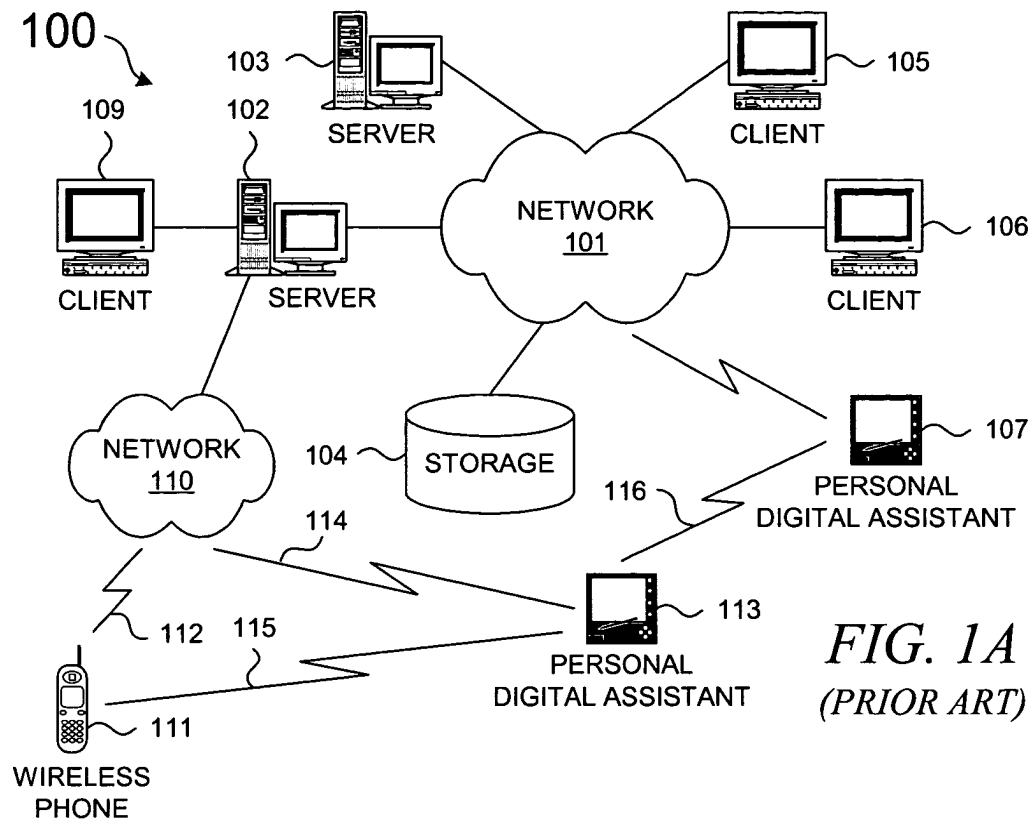 100
103
SERVER
105
CLIENT
109
102
CLIENT
SERVER
NETWORK
101
106
CLIENT
NETWORK
110
104
STORAGE
107
PERSONAL
DIGITAL ASSISTANT
116
114
113
PERSONAL
DIGITAL ASSISTANT
112
115
111
WIRELESS
PHONE
FIG. 1A
(PRIOR ART)